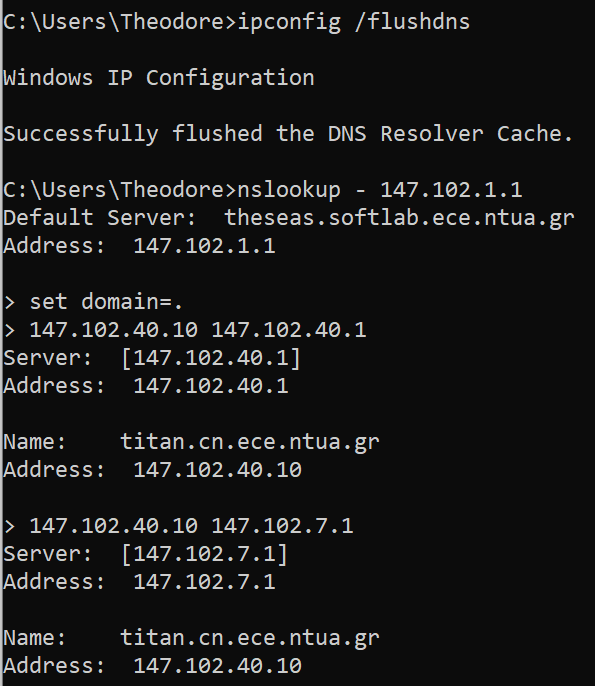 C:\Users\Theodore>ipconfig /flushdns
Windows IP Configuration
Successfully flushed the DNS Resolver Cache.
C:\Users\Theodore>nslookup - 147.102.1.1
Default Server:  theseas.softlab.ece.ntua.gr
Address:  147.102.1.1
> set domain=.
> 147.102.40.10 147.102.40.1
Server:  [147.102.40.1]
Address:  147.102.40.1
Name:    titan.cn.ece.ntua.gr
Address:  147.102.40.10
> 147.102.40.10 147.102.7.1
Server:  [147.102.7.1]
Address:  147.102.7.1
Name:    titan.cn.ece.ntua.gr
Address:  147.102.40.10